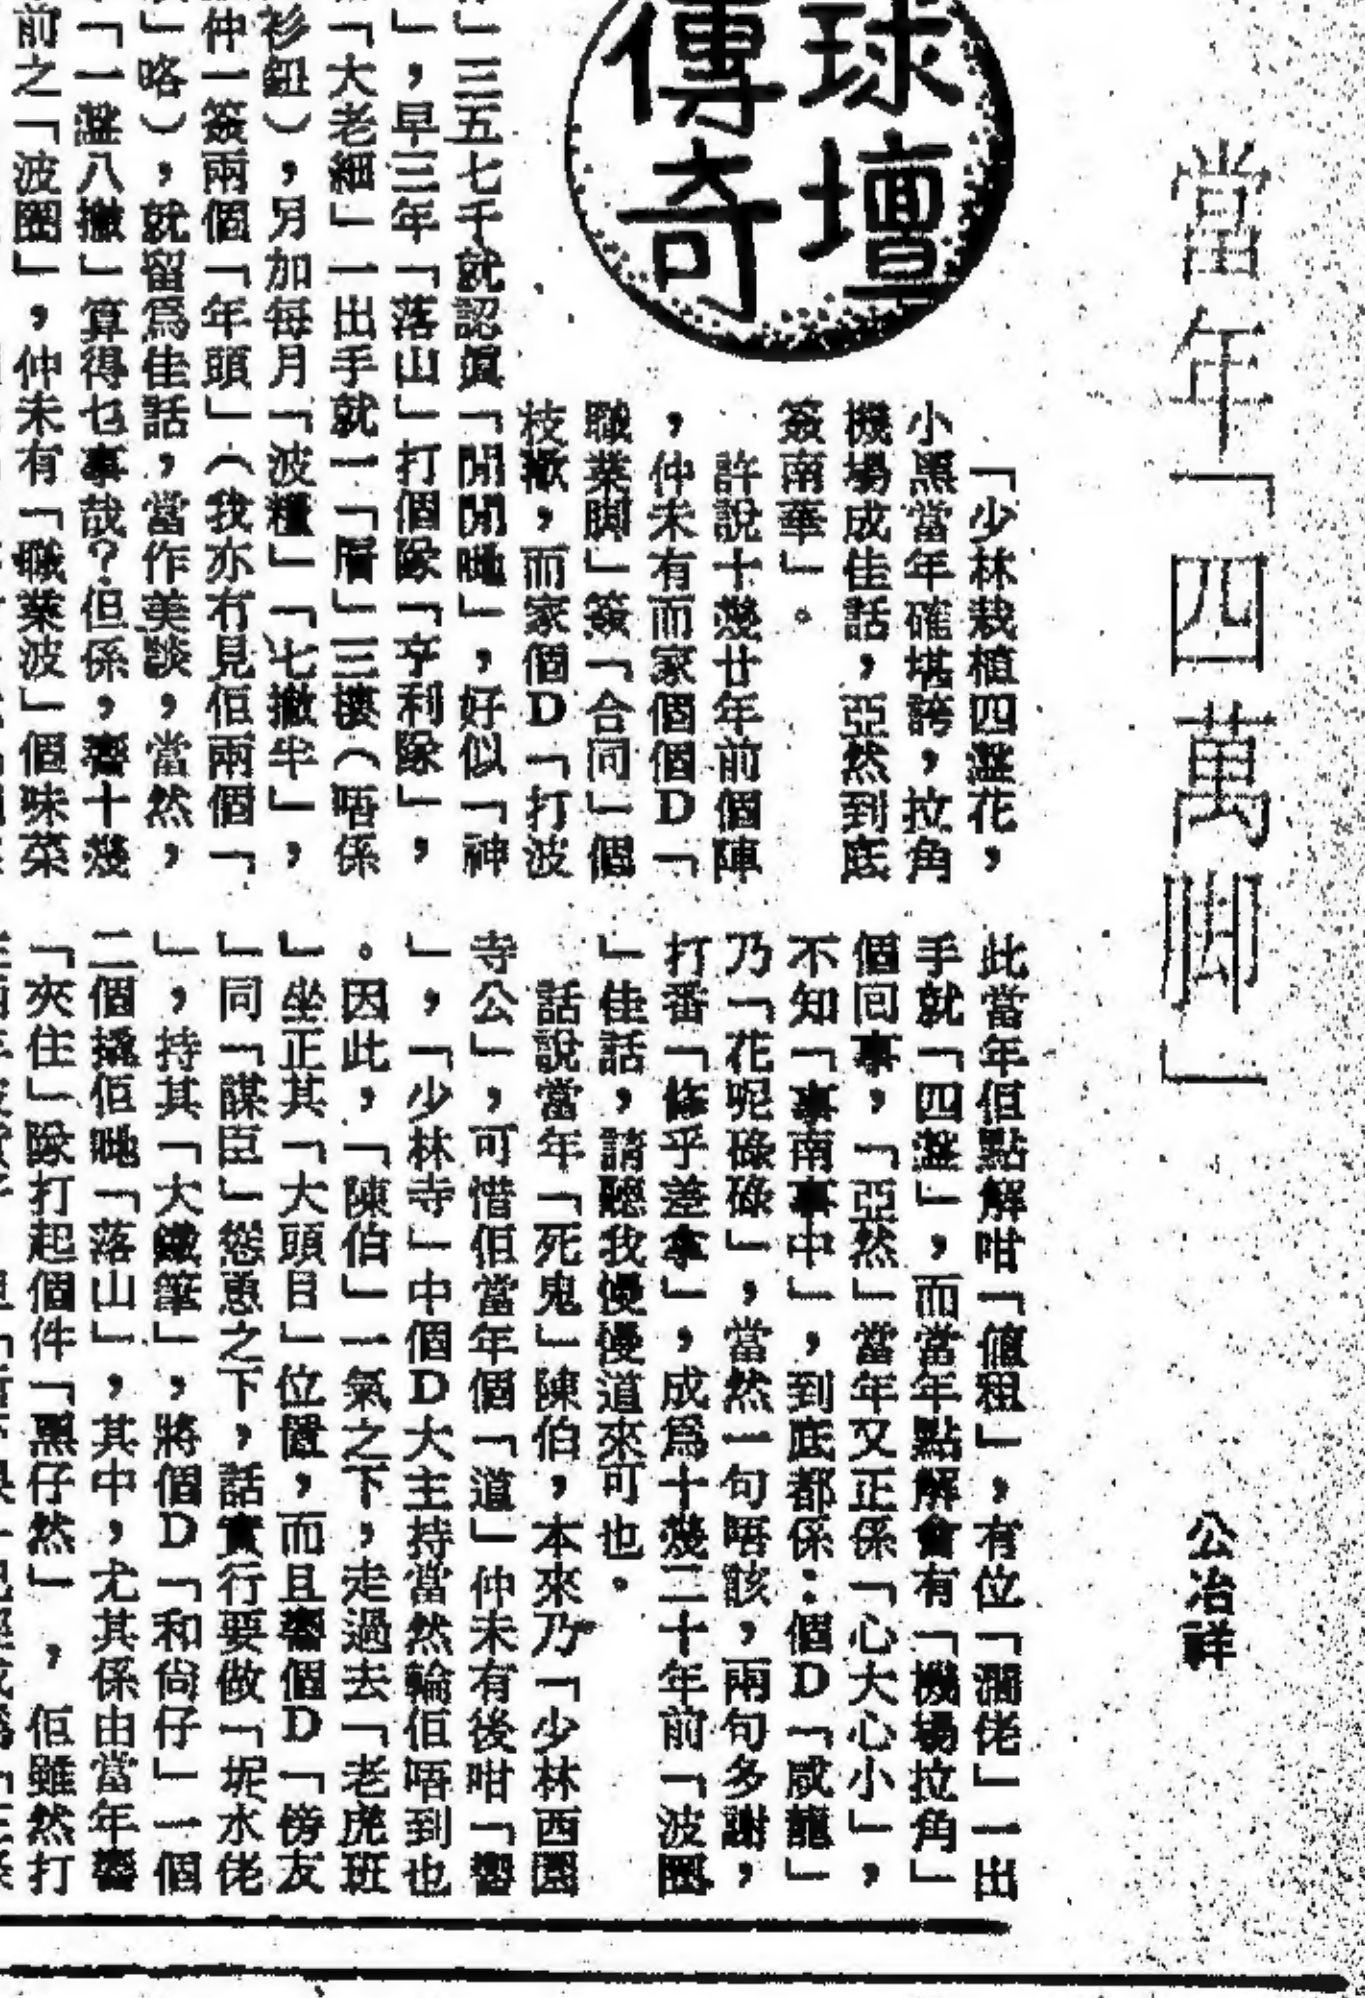 當年「四萬脚」
公冶祥
球壇
傳奇
「少林栽植四盤花，
小黑當年確堪誇，拉角
機場成佳話，亞然到底
簽南華」。
許說十幾廿年前個陣
，仲未有而家個個D「
職業脚」簽「合同」個
枝歌，而家個D「打波
」三五七千就認眞「閒閒哋」，好似「神
」，早三年「落山」打個隊「亨利隊」，
「大老細」一出手就一「層」三樓（唔係
衫鈕），另加每月「波糧」「七撇半」，
仲一簽兩個「年頭」（我亦冇見佢兩個「
」略），就留爲佳話，當作美談，當然，
「一盤八撇」算得乜事哉？但係，響十幾
前之「波圈」，仲未有「職業波」個味菜
此當年佢點解咁「值租」，有位「濶佬」一出
手就「四盤」，而當年點解會有「機場拉角」
個囘事，「亞然」當年又正係「心大心小」，
不知「事南事中」，到底都係：個D「咸龍」
乃「花呢碌碌」，當然一句唔該，兩句多謝，
打番「條乎差拿」，成爲十幾二十年前「波圈
」佳話，請聽我慢慢道來可也。
話說當年「死鬼」陳伯，本來乃「少林西園
寺公」，可惜佢當年個「道」仲未有後咁「響
」，「少林寺」中個D大主持當然輪佢唔到也
。因此，「陳伯」一氣之下，走過去「老虎班
」坐正其「大頭目」位置，而且響個D「傍友
」同「謀臣」慫恿之下，話實行要做「坭水佬
」，持其「大鐵筆」，將個D「和尙仔」一個
二個撬佢哋「落山」，其中，尤其係由當年響
「夾住」隊打起個件「黑仔然」，佢雖然打